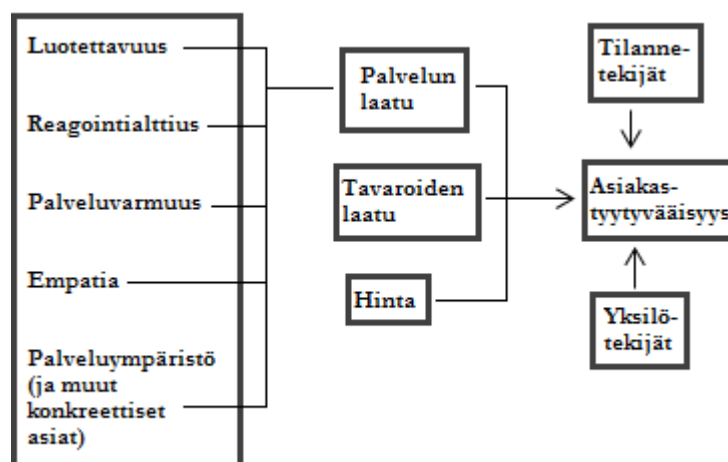 Luotettavuus
Reagointialttius
Palveluvarmuus
Empatia
Palveluympäristö
(ja muut
konkreettiset
asiat)
Palvelun
laatu
Tavaroiden
laatu
Hinta
Tilanne-
tekijät
Asiakas-
tyytyvääisyys
Yksilö-
tekijät